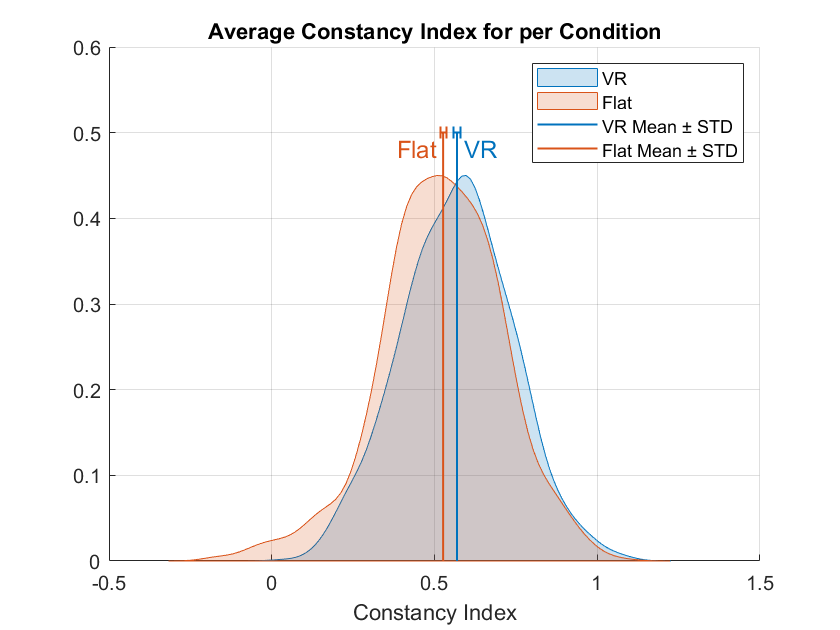 Average Constancy Index for per Condition
0.6
0.5
0.4
0.3
0.2
0.1
0
VR
Flat
VR Mean ± STD
Flat Mean ± STD
Flat
VR
-0.5
0
0.5
1
1.5
Constancy Index